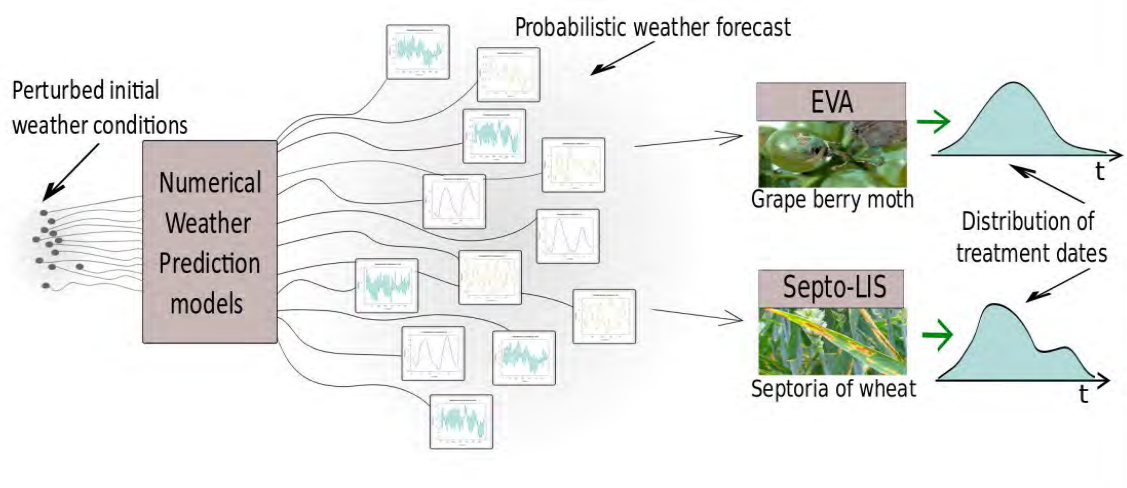 Probabilistic weather forecast
Perturbed initial
weather conditions
Numerical
Weather
Prediction
models
EVA
Grape berry moth
t
Distribution of
treatment dates
Septo-LIS
Septoria of wheat
t